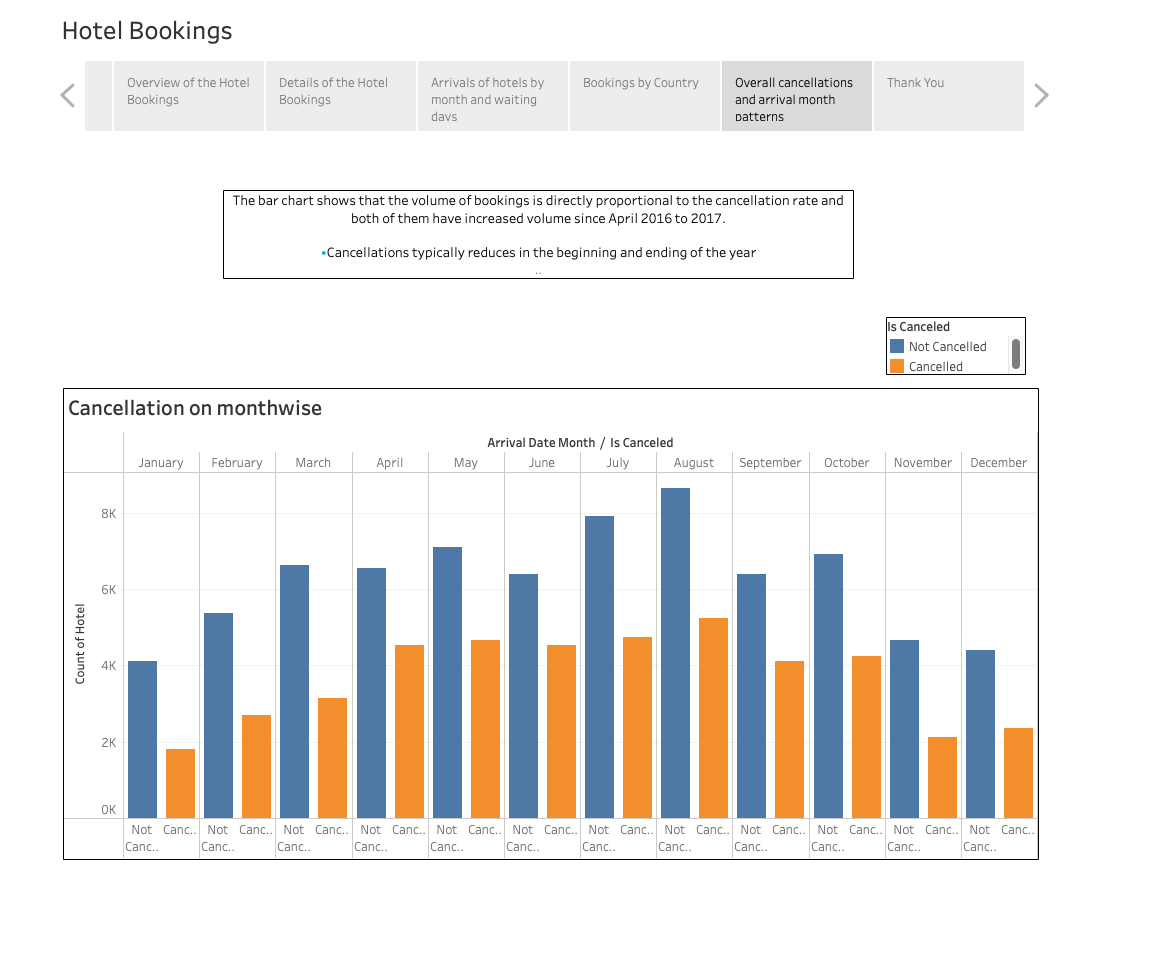 Hotel Bookings
Overview of the Hotel
Bookings
Details of the Hotel
Bookings
Arrivals of hotels by
month and waiting
days
Bookings by Country
Overall cancellations
and arrival month
patterns
Thank You
The bar chart shows that the volume of bookings is directly proportional to the cancellation rate and
both of them have increased volume since April 2016 to 2017.
•Cancellations typically reduces in the beginning and ending of the year
..
Is Canceled
Not Cancelled
Cancelled
Cancellation on monthwise
Arrival Date Month / Is Canceled
January February March April May June July August September October November December
Count of Hotel
8K
6K
4K
2K
0K
Not Canc.. Not Canc.. Not Canc.. Not Canc.. Not Canc.. Not Canc.. Not Canc.. Not Canc.. Not Canc.. Not Canc.. Not Canc.. Not Canc..
Canc.. Canc.. Canc.. Canc.. Canc.. Canc.. Canc.. Canc.. Canc.. Canc.. Canc.. Canc..